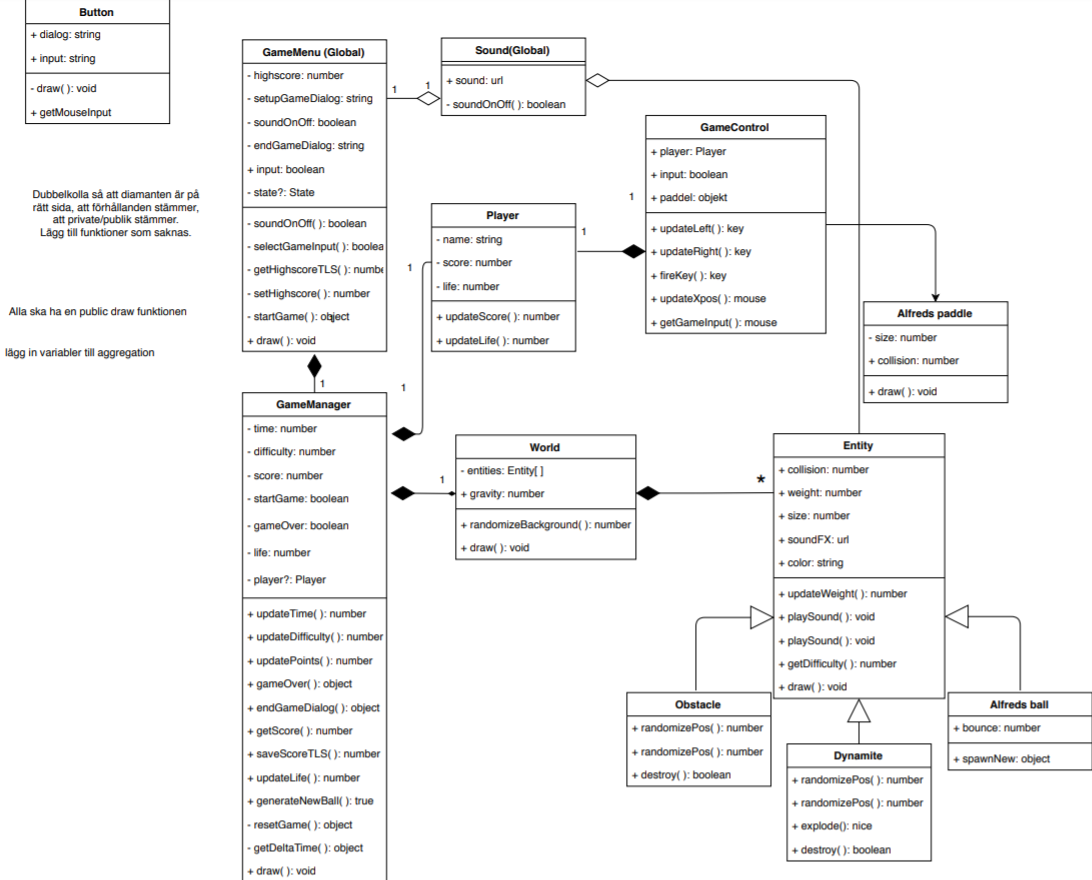 Button
+ dialog: string
+ input: string
- draw( ): void
+ getMouseInput
Dubbelkolla så att diamanten är på
rätt sida, att förhållanden stämmer,
att private/publik stämmer.
Lägg till funktioner som saknas.
Alla ska ha en public draw funktionen
lägg in variabler till aggregation
GameMenu (Global)
- highscore: number
- setupGameDialog: string
- soundOnOff: boolean
- endGameDialog: string
+ input: boolean
- state?: State
- soundOnOff( ): boolean
- selectGameInput( ): boolea
- getHighscoreTLS( ): numbe
- setHighscore( ): number
- startGame( ): object
+ draw( ): void
1
1
Sound(Global)
+ sound: url
- soundOnOff( ): boolean
GameControl
+ player: Player
+ input: boolean
+ paddel: objekt
+ updateLeft( ): key
+ updateRight( ): key
+ fireKey( ): key
+ updateXpos( ): mouse
+ getGameInput( ): mouse
1
1
Player
- name: string
- score: number
- life: number
+ updateScore( ): number
+ updateLife( ): number
1
1
Alfreds paddle
- size: number
+ collision: number
+ draw( ): void
1
GameManager
- time: number
- difficulty: number
- score: number
- startGame: boolean
- gameOver: boolean
- life: number
- player?: Player
+ updateTime( ): number
+ updateDifficulty( ): number
+ updatePoints( ): number
+ gameOver( ): object
+ endGameDialog( ): object
+ getScore( ): number
+ saveScoreTLS( ): number
+ updateLife( ): number
+ generateNewBall( ): true
- resetGame( ): object
- getDeltaTime( ): object
+ draw( ): void
1
World
- entities: Entity[ ]
+ gravity: number
+ randomizeBackground( ): number
+ draw( ): void
*
Entity
+ collision: number
+ weight: number
+ size: number
+ soundFX: url
+ color: string
+ updateWeight( ): number
+ playSound( ): void
+ playSound( ): void
+ getDifficulty( ): number
+ draw( ): void
Obstacle
+ randomizePos( ): number
+ randomizePos( ): number
+ destroy( ): boolean
Dynamite
+ randomizePos( ): number
+ randomizePos( ): number
+ explode(): nice
+ destroy( ): boolean
Alfreds ball
+ bounce: number
+ spawnNew: object